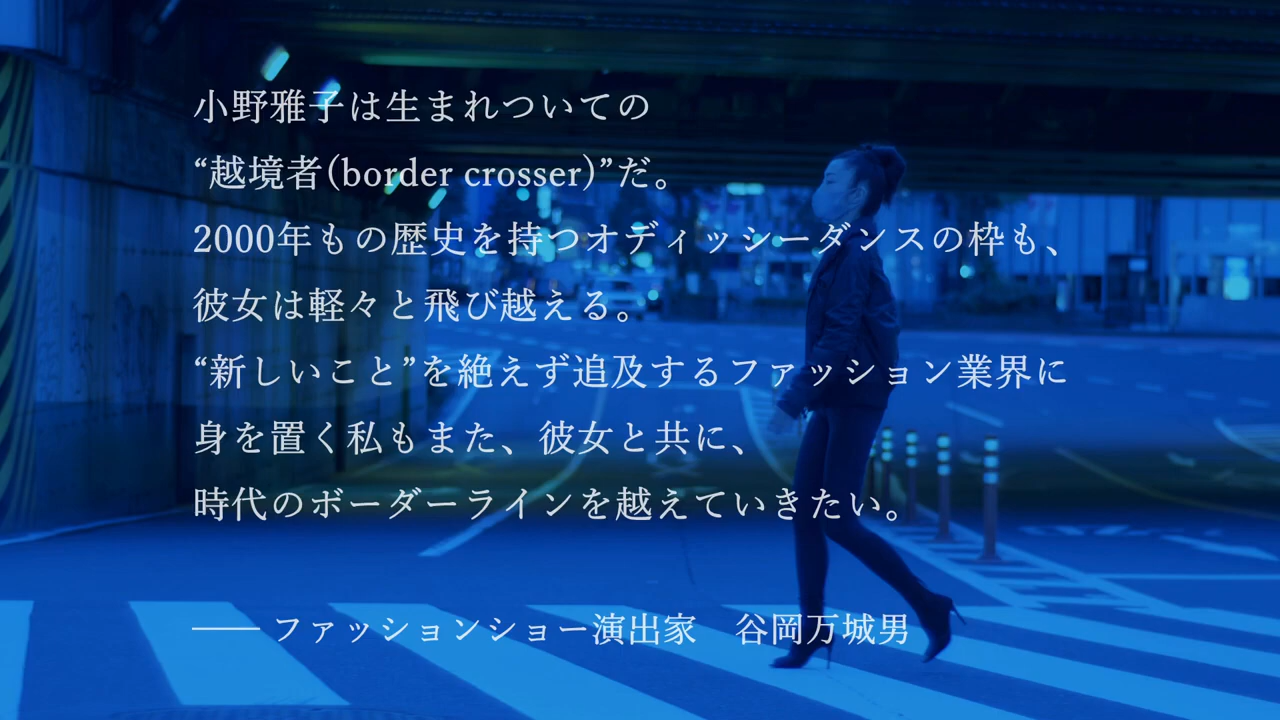 小野雅子は生まれついての
“越境者(border crosser)”だ。
2000年もの歴史を持つオディッシーダンスの枠も、
彼女は軽々と飛び越える。
“新しいこと”を絶えず追及するファッション業界に
身を置く私もまた、彼女と共に、
時代のボーダーラインを越えていきたい。
―― ファッションショー演出家　谷岡万城男